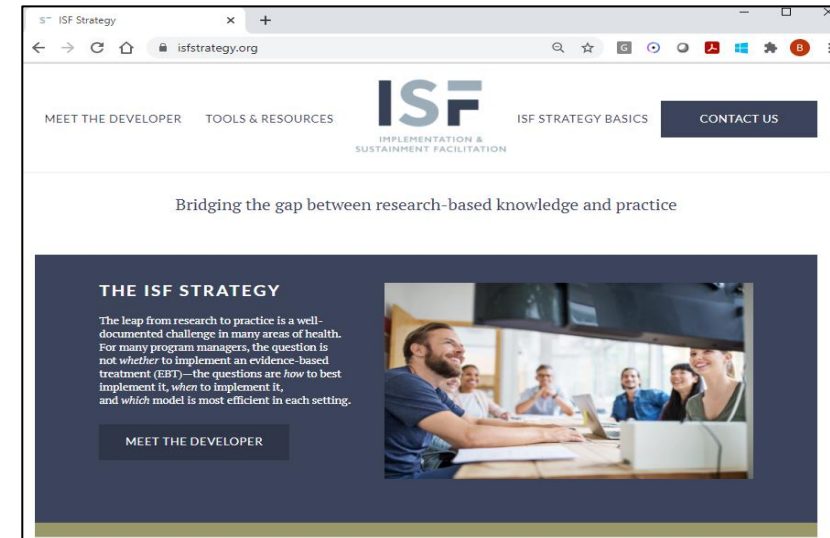 S ISF Strategy
isfstrategy.org
G
B
MEET THE DEVELOPER
TOOLS & RESOURCES
ISF
IMPLEMENTATION &
SUSTAINMENT FACILITATION
ISF STRATEGY BASICS
CONTACT US
Bridging the gap between research-based knowledge and practice
THE ISF STRATEGY
The leap from research to practice is a well-
documented challenge in many areas of health.
For many program managers, the question is
not whether to implement an evidence-based
treatment (EBT)—the questions are how to best
implement it, when to implement it,
and which model is most efficient in each setting.
MEET THE DEVELOPER